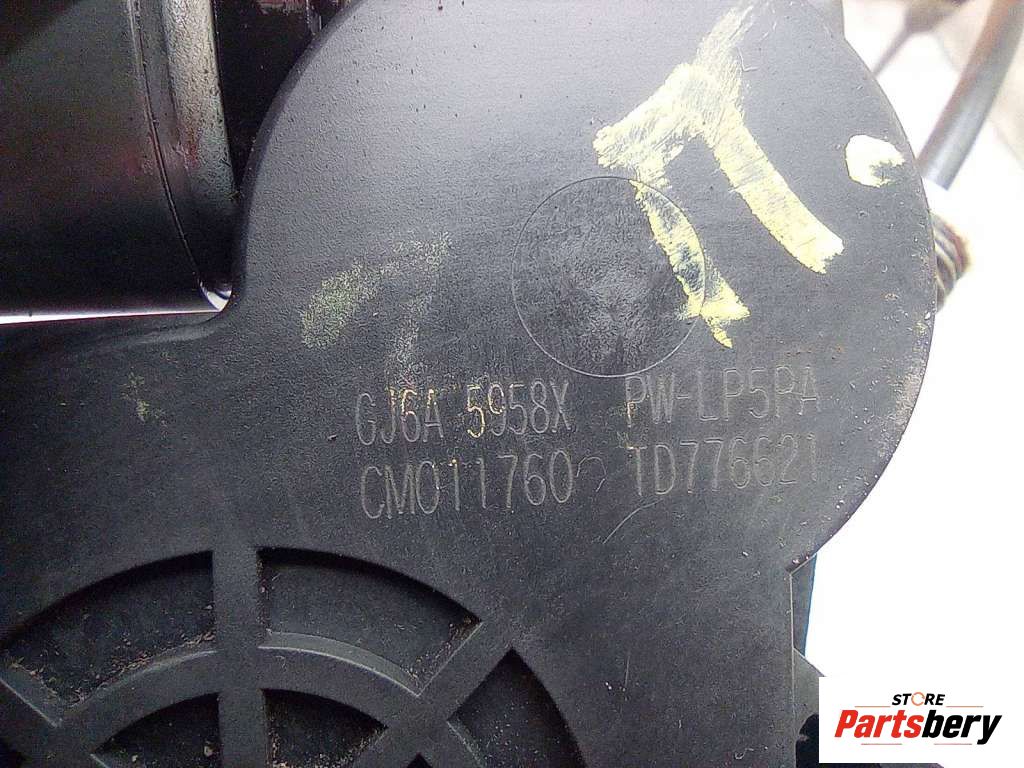 П.
GJ6A 5958X PW-LP5PA
CM011760 TD776621
STORE
Partsbery